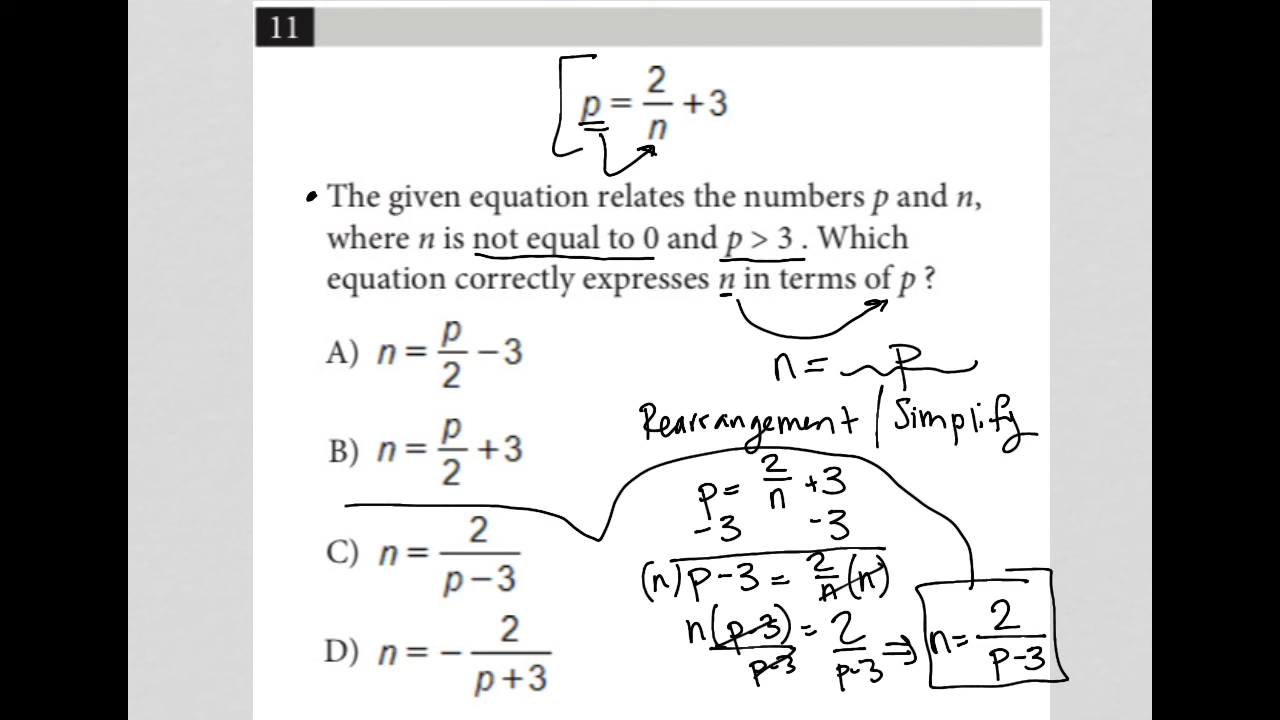 11
p = 2/n + 3
• The given equation relates the numbers p and n,
where n is not equal to 0 and p > 3 . Which
equation correctly expresses n in terms of p ?
A) n = p/2 − 3
n = p
Rearrangement | Simplify
B) n = p/2 + 3
p = 2/n + 3
-3 -3
C) n = 2/(p − 3)
(n) p-3 = 2/n (n)
D) n = − 2/(p + 3)
n(p-3)/(p-3) = 2/(p-3) ⇒ n = 2/(p-3)